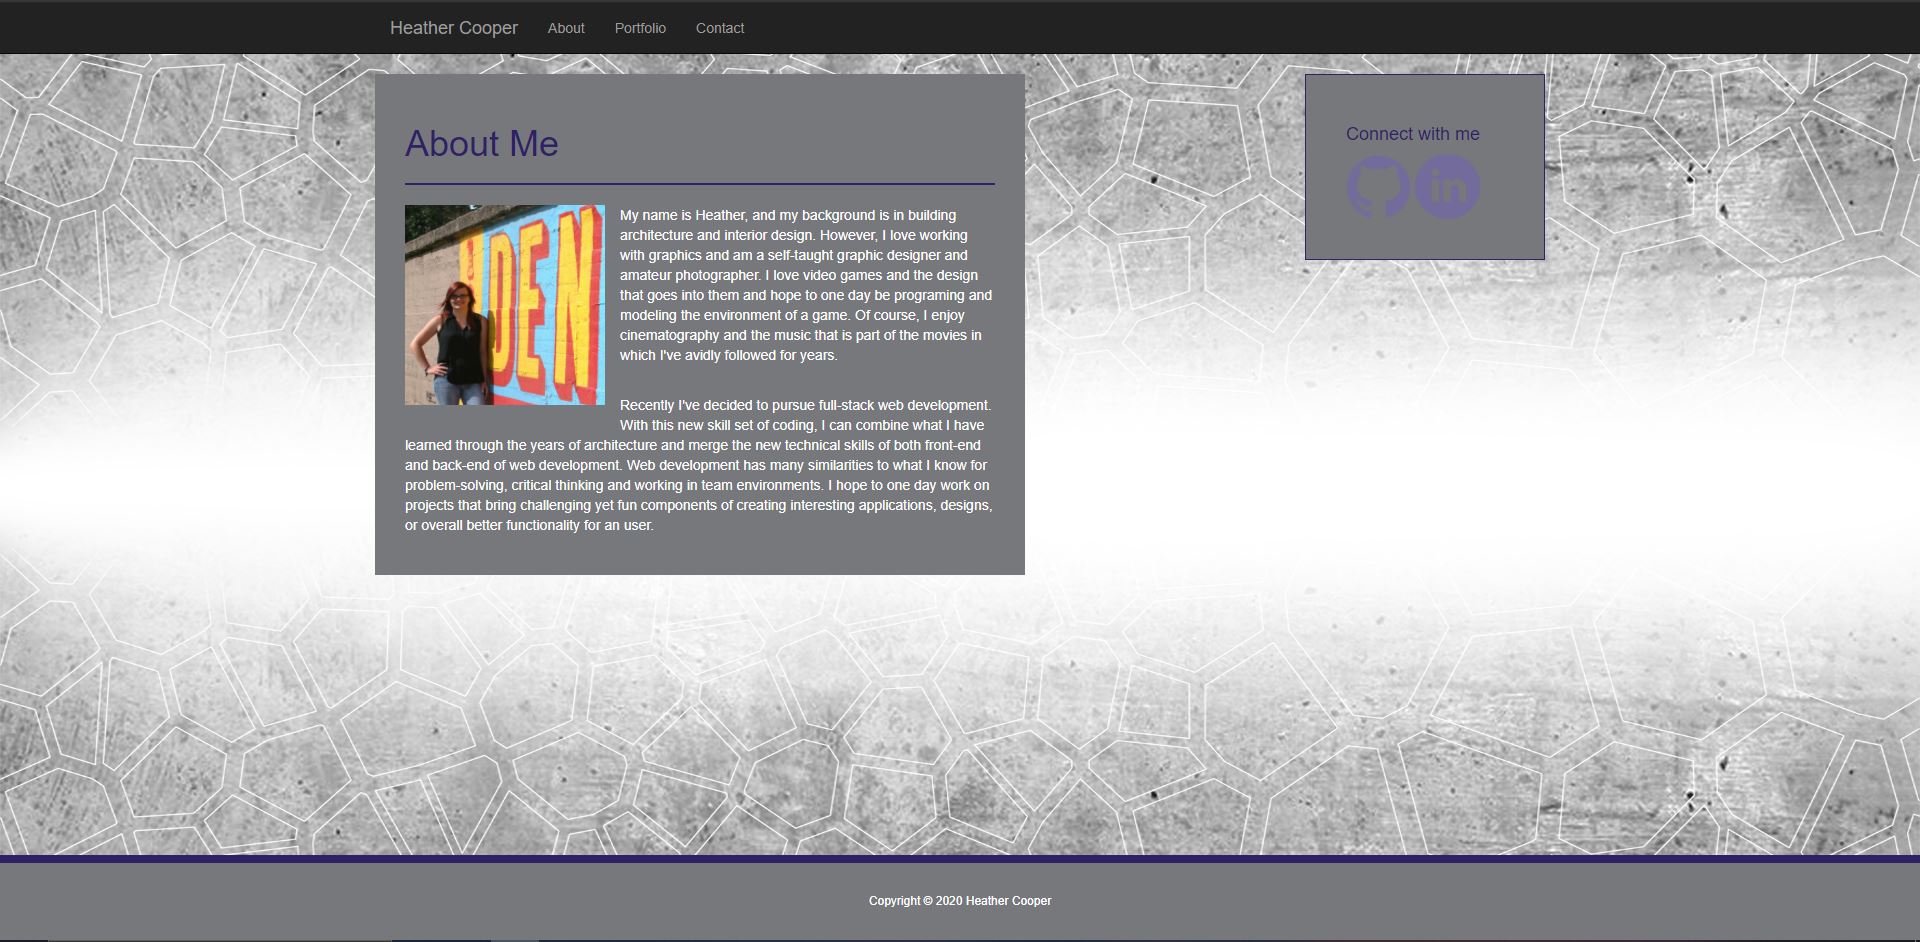 Heather Cooper About Portfolio Contact
About Me
My name is Heather, and my background is in building
architecture and interior design. However, I love working
with graphics and am a self-taught graphic designer and
amateur photographer. I love video games and the design
that goes into them and hope to one day be programing and
modeling the environment of a game. Of course, I enjoy
cinematography and the music that is part of the movies in
which I've avidly followed for years.
Recently I've decided to pursue full-stack web development.
With this new skill set of coding, I can combine what I have
learned through the years of architecture and merge the new technical skills of both front-end
and back-end of web development. Web development has many similarities to what I know for
problem-solving, critical thinking and working in team environments. I hope to one day work on
projects that bring challenging yet fun components of creating interesting applications, designs,
or overall better functionality for an user.
DEN
Connect with me
in
Copyright © 2020 Heather Cooper